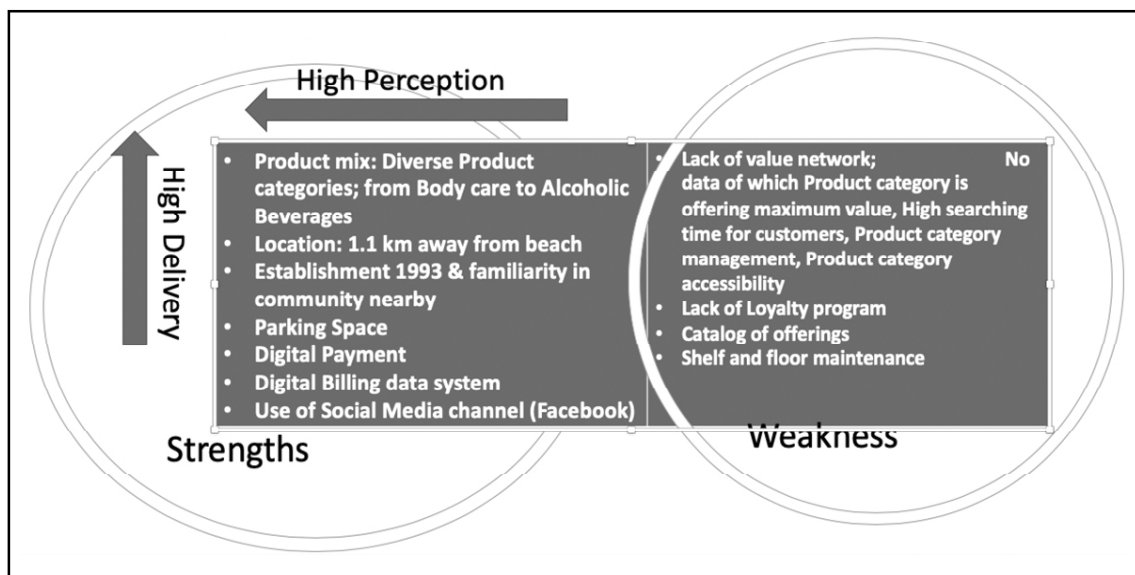 High Perception
High Delivery
• Product mix: Diverse Product
categories; from Body care to Alcoholic
Beverages
• Location: 1.1 km away from beach
• Establishment 1993 & familiarity in
community nearby
• Parking Space
• Digital Payment
• Digital Billing data system
• Use of Social Media channel (Facebook)
Strengths
• Lack of value network; No
data of which Product category is
offering maximum value, High searching
time for customers, Product category
management, Product category
accessibility
• Lack of Loyalty program
• Catalog of offerings
• Shelf and floor maintenance
Weakness